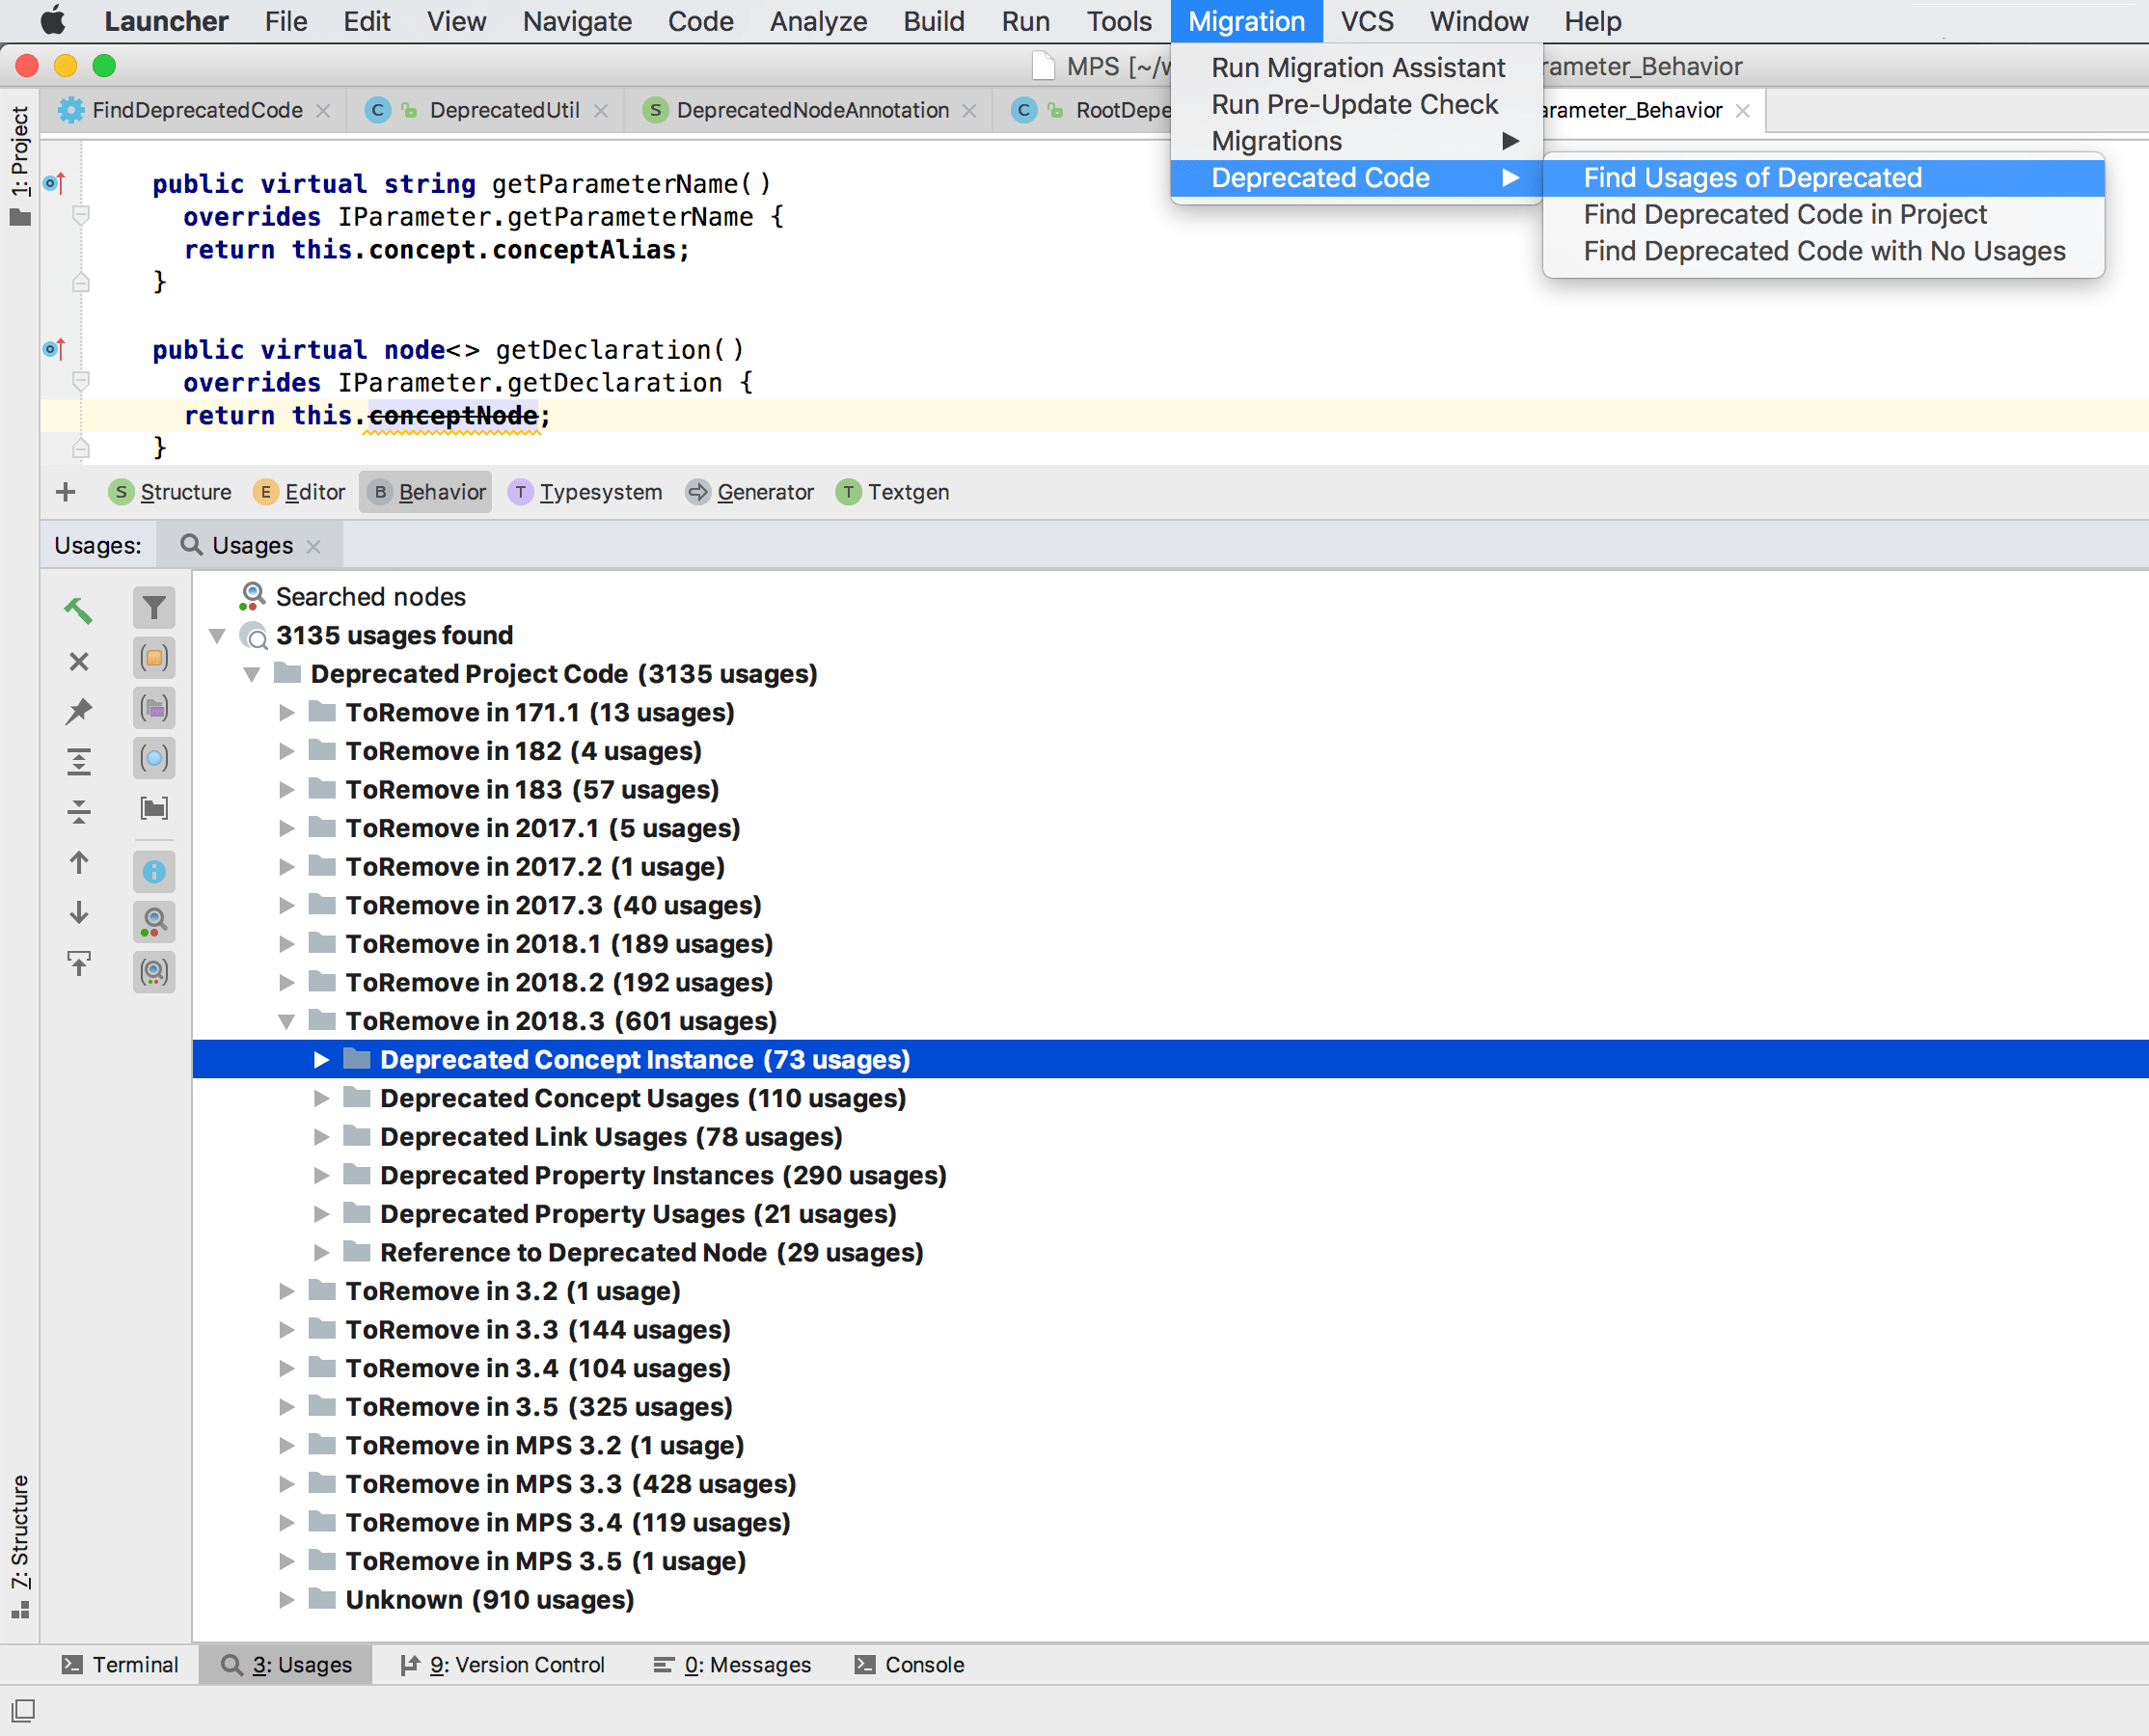 Launcher File Edit View Navigate Code Analyze Build Run Tools Migration VCS Window Help
MPS [~/w
rameter_Behavior
Run Migration Assistant
Run Pre-Update Check
Migrations
Deprecated Code
Find Usages of Deprecated
Find Deprecated Code in Project
Find Deprecated Code with No Usages
FindDeprecatedCode
C DeprecatedUtil
S DeprecatedNodeAnnotation
C RootDepe
arameter_Behavior
1: Project
public virtual string getParameterName()
overrides IParameter.getParameterName {
return this.concept.conceptAlias;
}
public virtual node<> getDeclaration()
overrides IParameter.getDeclaration {
return this.conceptNode;
}
+ S Structure E Editor B Behavior T Typesystem Generator T Textgen
Usages: Usages
Searched nodes
3135 usages found
Deprecated Project Code (3135 usages)
ToRemove in 171.1 (13 usages)
ToRemove in 182 (4 usages)
ToRemove in 183 (57 usages)
ToRemove in 2017.1 (5 usages)
ToRemove in 2017.2 (1 usage)
ToRemove in 2017.3 (40 usages)
ToRemove in 2018.1 (189 usages)
ToRemove in 2018.2 (192 usages)
ToRemove in 2018.3 (601 usages)
Deprecated Concept Instance (73 usages)
Deprecated Concept Usages (110 usages)
Deprecated Link Usages (78 usages)
Deprecated Property Instances (290 usages)
Deprecated Property Usages (21 usages)
Reference to Deprecated Node (29 usages)
ToRemove in 3.2 (1 usage)
ToRemove in 3.3 (144 usages)
ToRemove in 3.4 (104 usages)
ToRemove in 3.5 (325 usages)
ToRemove in MPS 3.2 (1 usage)
ToRemove in MPS 3.3 (428 usages)
ToRemove in MPS 3.4 (119 usages)
ToRemove in MPS 3.5 (1 usage)
Unknown (910 usages)
7: Structure
Terminal 3: Usages 9: Version Control 0: Messages Console